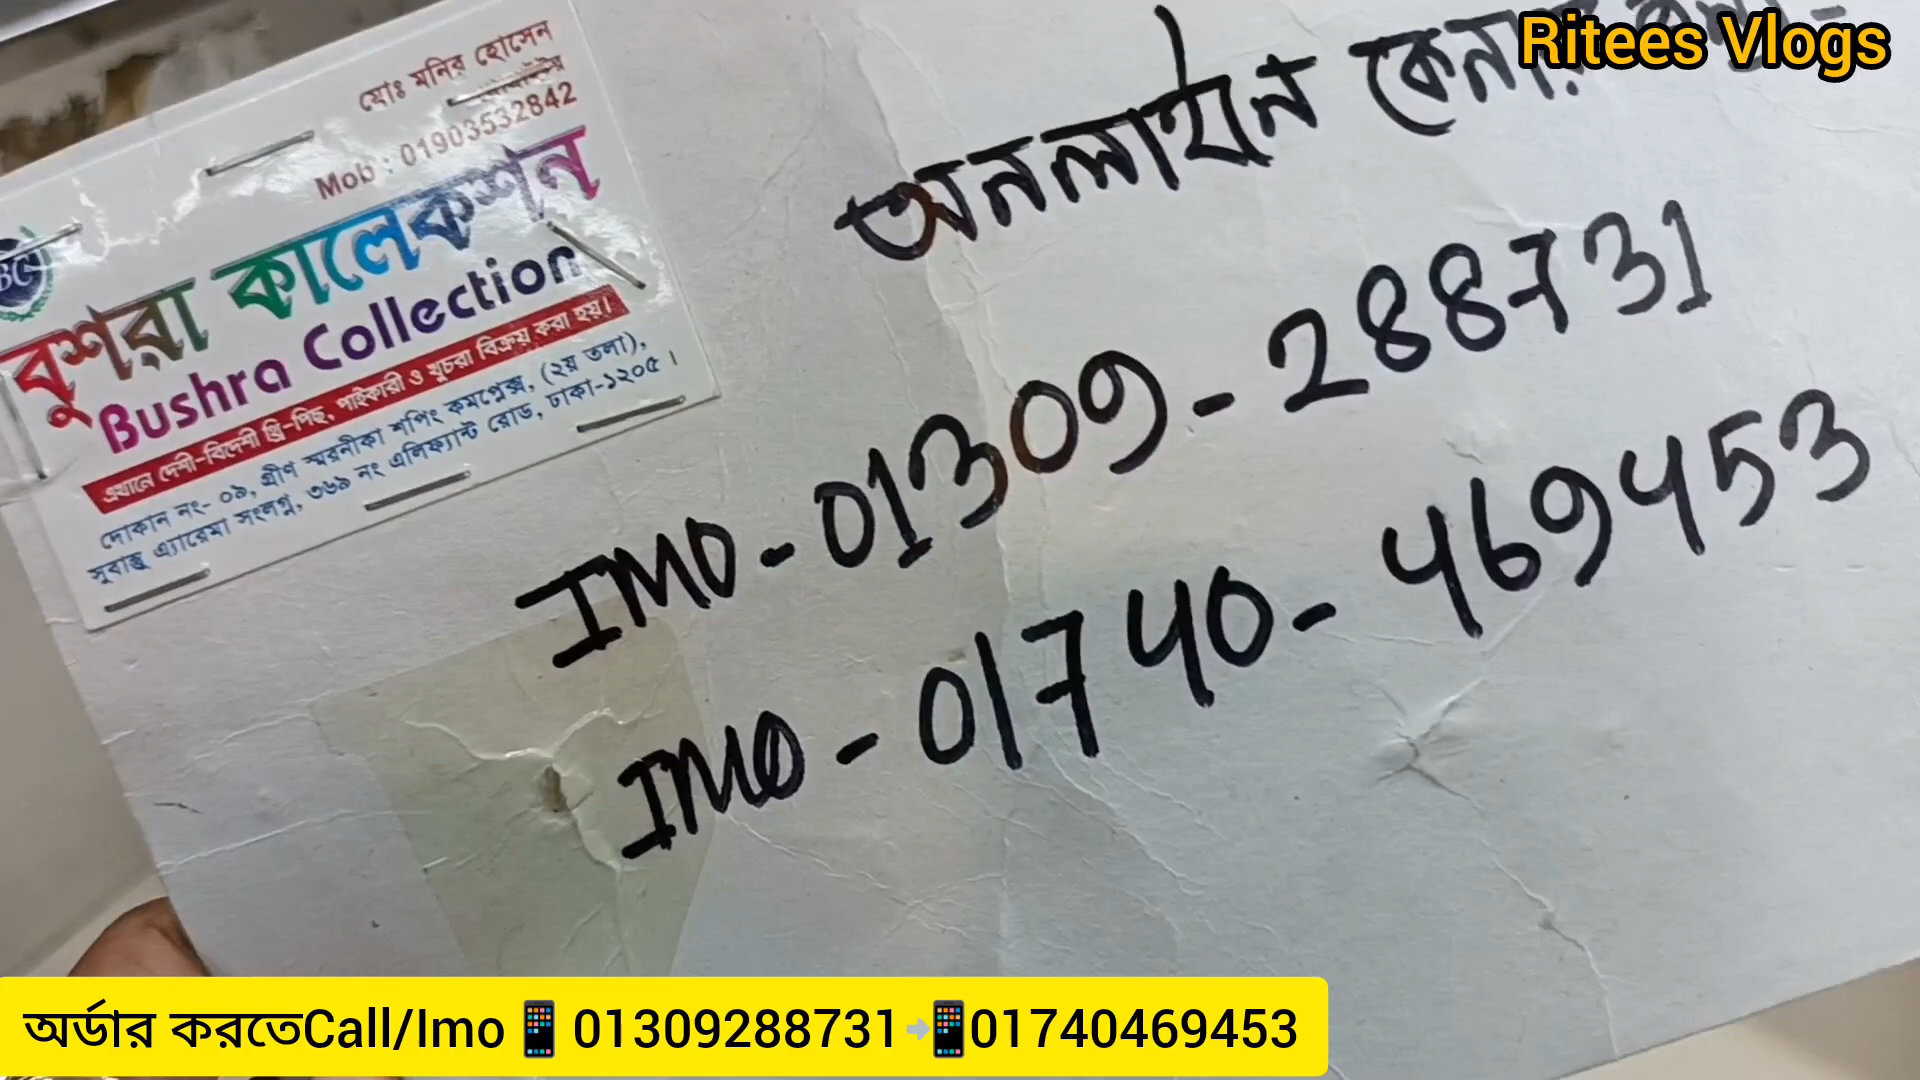 Ritees Vlogs
মোঃ মনির হোসেন
Mob : 01903532842
BC
বুশরা কালেকশন
Bushra Collection
এখানে দেশী-বিদেশী থ্রি-পিছ, পাইকারী ও খুচরা বিক্রয় করা হয়।
দোকান নং- ০৯, গ্রীণ স্মরনীকা শপিং কমপ্লেক্স, (২য় তলা),
সুবাস্তু এ্যারোমা সংলগ্ন, ৩৬৯ নং এলিফ্যান্ট রোড, ঢাকা-১২০৫।
অনলাইন কেনার
IMO - 01309 - 288731
IMO - 01740 - 469453
অর্ডার করতেCall/Imo 📱 01309288731 📲01740469453